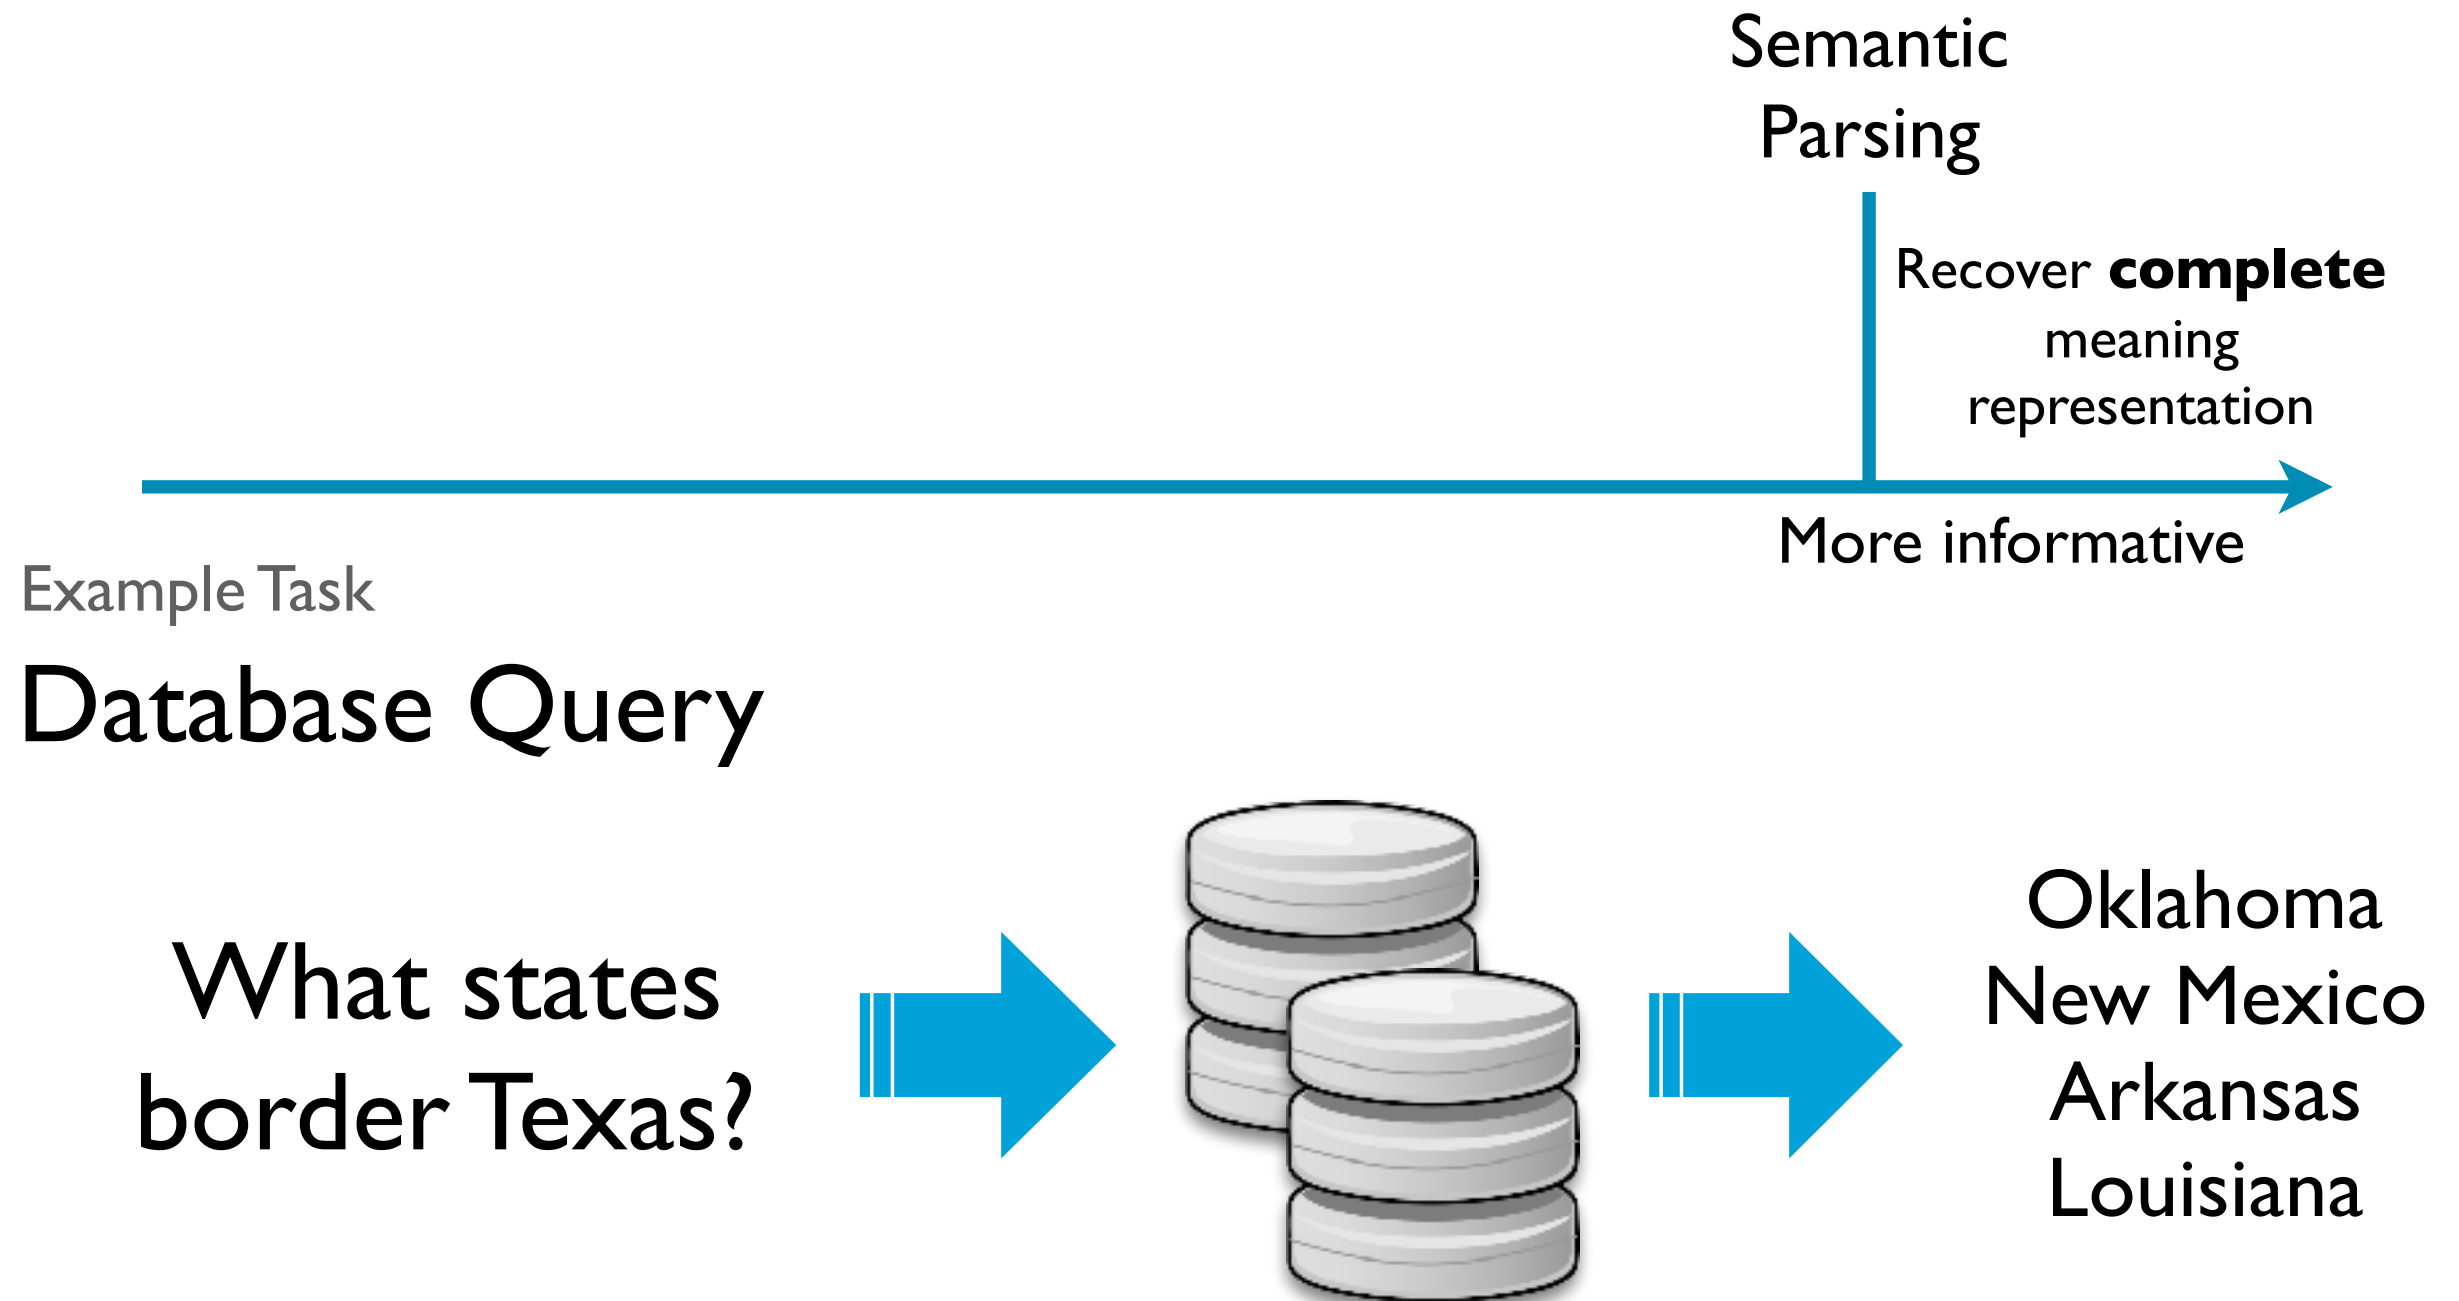 Semantic
Parsing
Recover complete
meaning
representation
More informative
Example Task
Database Query
What states
border Texas?
Oklahoma
New Mexico
Arkansas
Louisiana